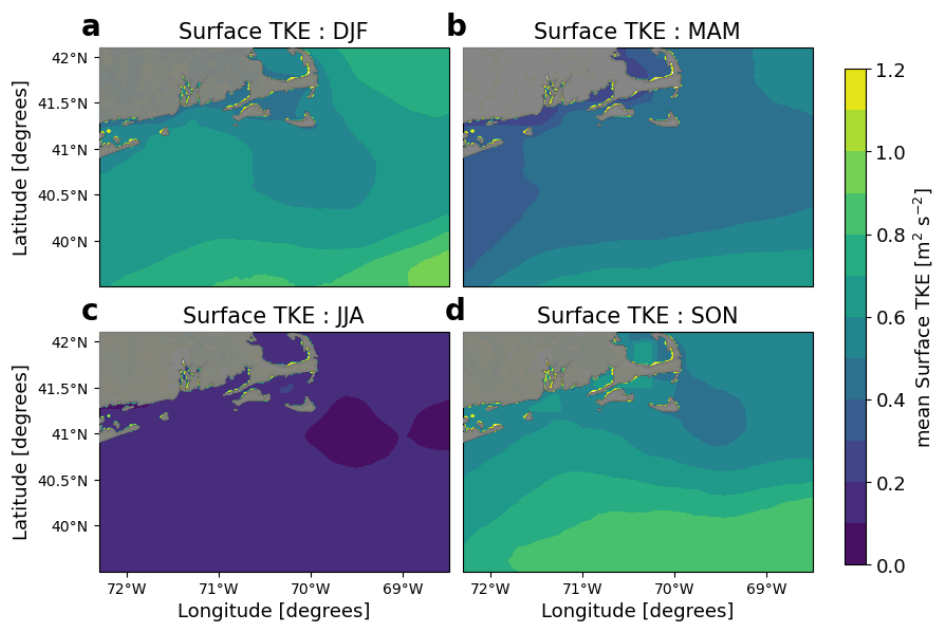 a Surface TKE : DJF
b Surface TKE : MAM
42°N
41.5°N
41°N
40.5°N
40°N
Latitude [degrees]
c Surface TKE : JJA
d Surface TKE : SON
42°N
41.5°N
41°N
40.5°N
40°N
Latitude [degrees]
72°W 71°W 70°W 69°W
Longitude [degrees]
72°W 71°W 70°W 69°W
Longitude [degrees]
1.2
1.0
0.8
0.6
0.4
0.2
0.0
mean Surface TKE [m² s⁻²]